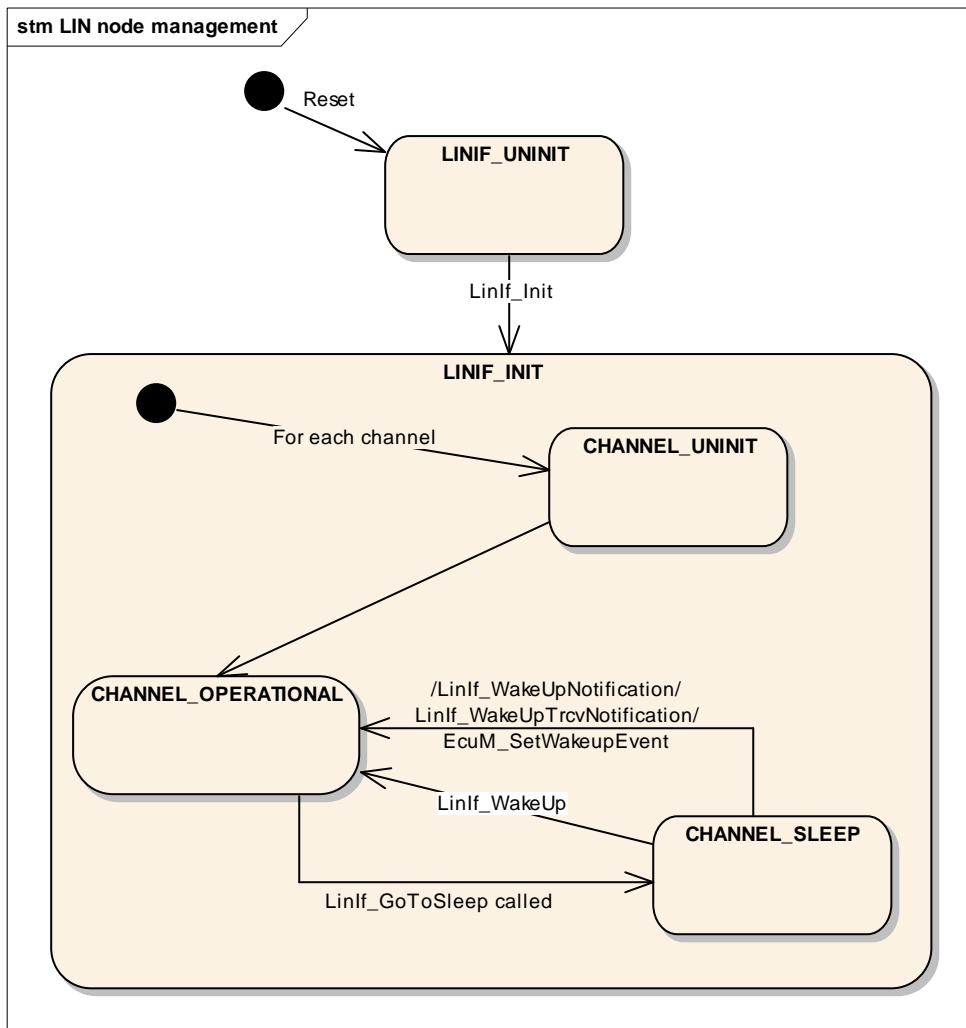 stm LIN node management
Reset
LINIF_UNINIT
LinIf_Init
LINIF_INIT
For each channel
CHANNEL_UNINIT
CHANNEL_OPERATIONAL
/LinIf_WakeUpNotification/
LinIf_WakeUpTrcvNotification/
EcuM_SetWakeupEvent
LinIf_WakeUp
CHANNEL_SLEEP
LinIf_GoToSleep called